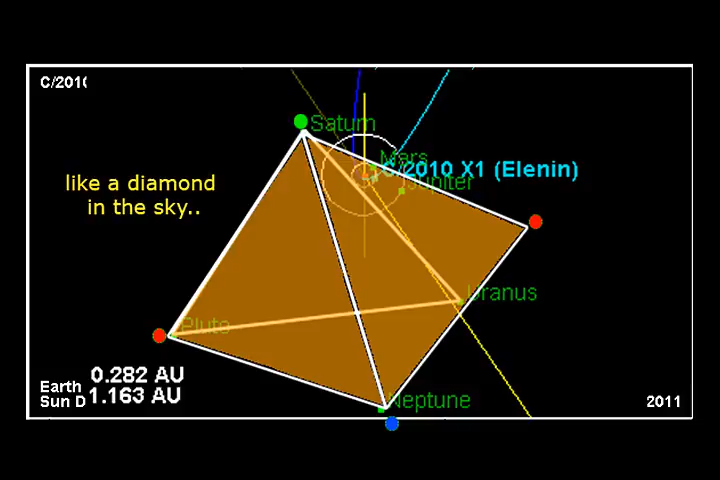 C/201
Saturn
Mars
C/2010 X1 (Elenin)
Jupiter
like a diamond
in the sky..
Uranus
Pluto
0.282 AU
Earth
1.163 AU
Sun D
Neptune
2011